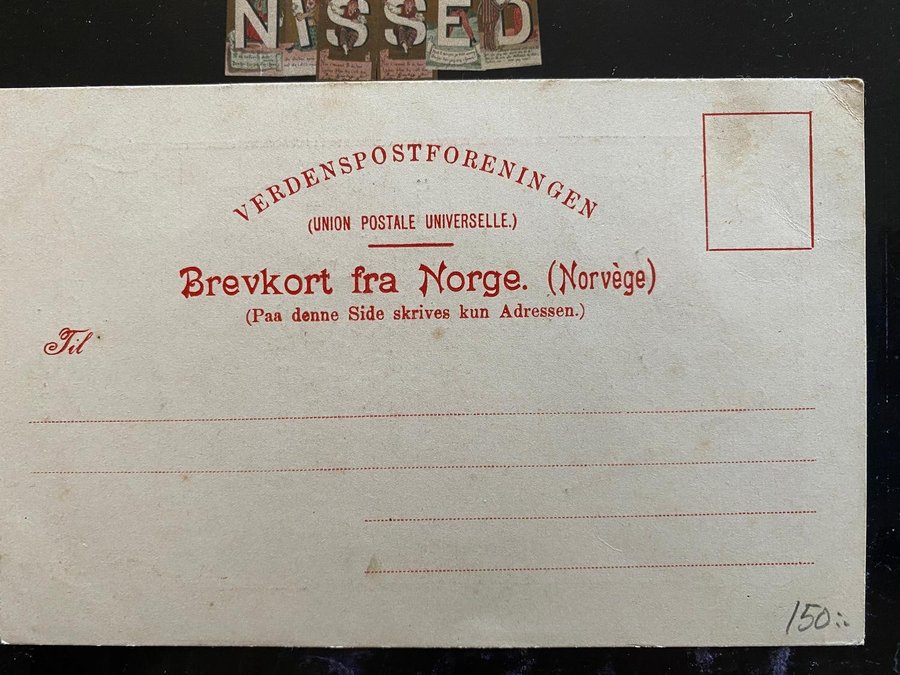 NISSED
VERDENSPOSTFORENINGEN
(UNION POSTALE UNIVERSELLE.)
Brevkort fra Norge. (Norvège)
(Paa denne Side skrives kun Adressen.)
Til
150:-